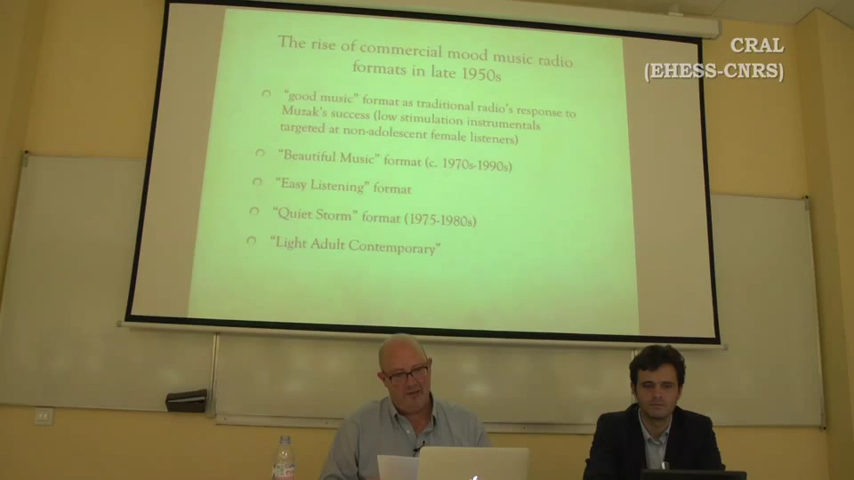 The rise of commercial mood music radio
formats in late 1950s
"good music" format as traditional radio's response to
Muzak's success (low stimulation instrumentals
targeted at non-adolescent female listeners)
"Beautiful Music" format (c. 1970s-1990s)
"Easy Listening" format
"Quiet Storm" format (1975-1980s)
"Light Adult Contemporary"
CRAL
(EHESS-CNRS)